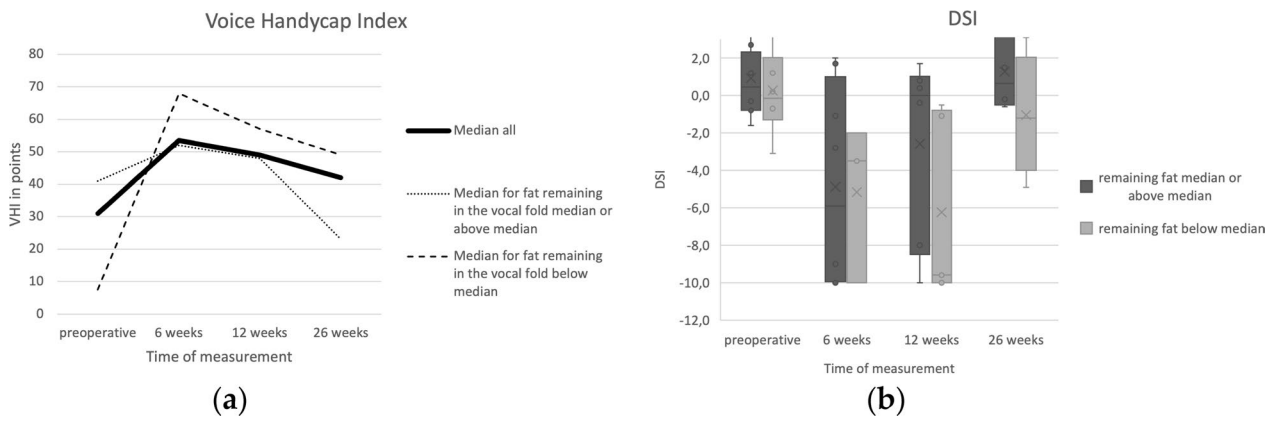 Voice Handycap Index
80
70
60
50
40
30
20
10
0
VHI in points
preoperative 6 weeks 12 weeks 26 weeks
Time of measurement
Median all
Median for fat remaining
in the vocal fold median or
above median
Median for fat remaining
in the vocal fold below
median
(a)
DSI
2,0
0,0
-2,0
-4,0
-6,0
-8,0
-10,0
-12,0
DSI
preoperative 6 weeks 12 weeks 26 weeks
Time of measurement
remaining fat median or
above median
remaining fat below median
(b)